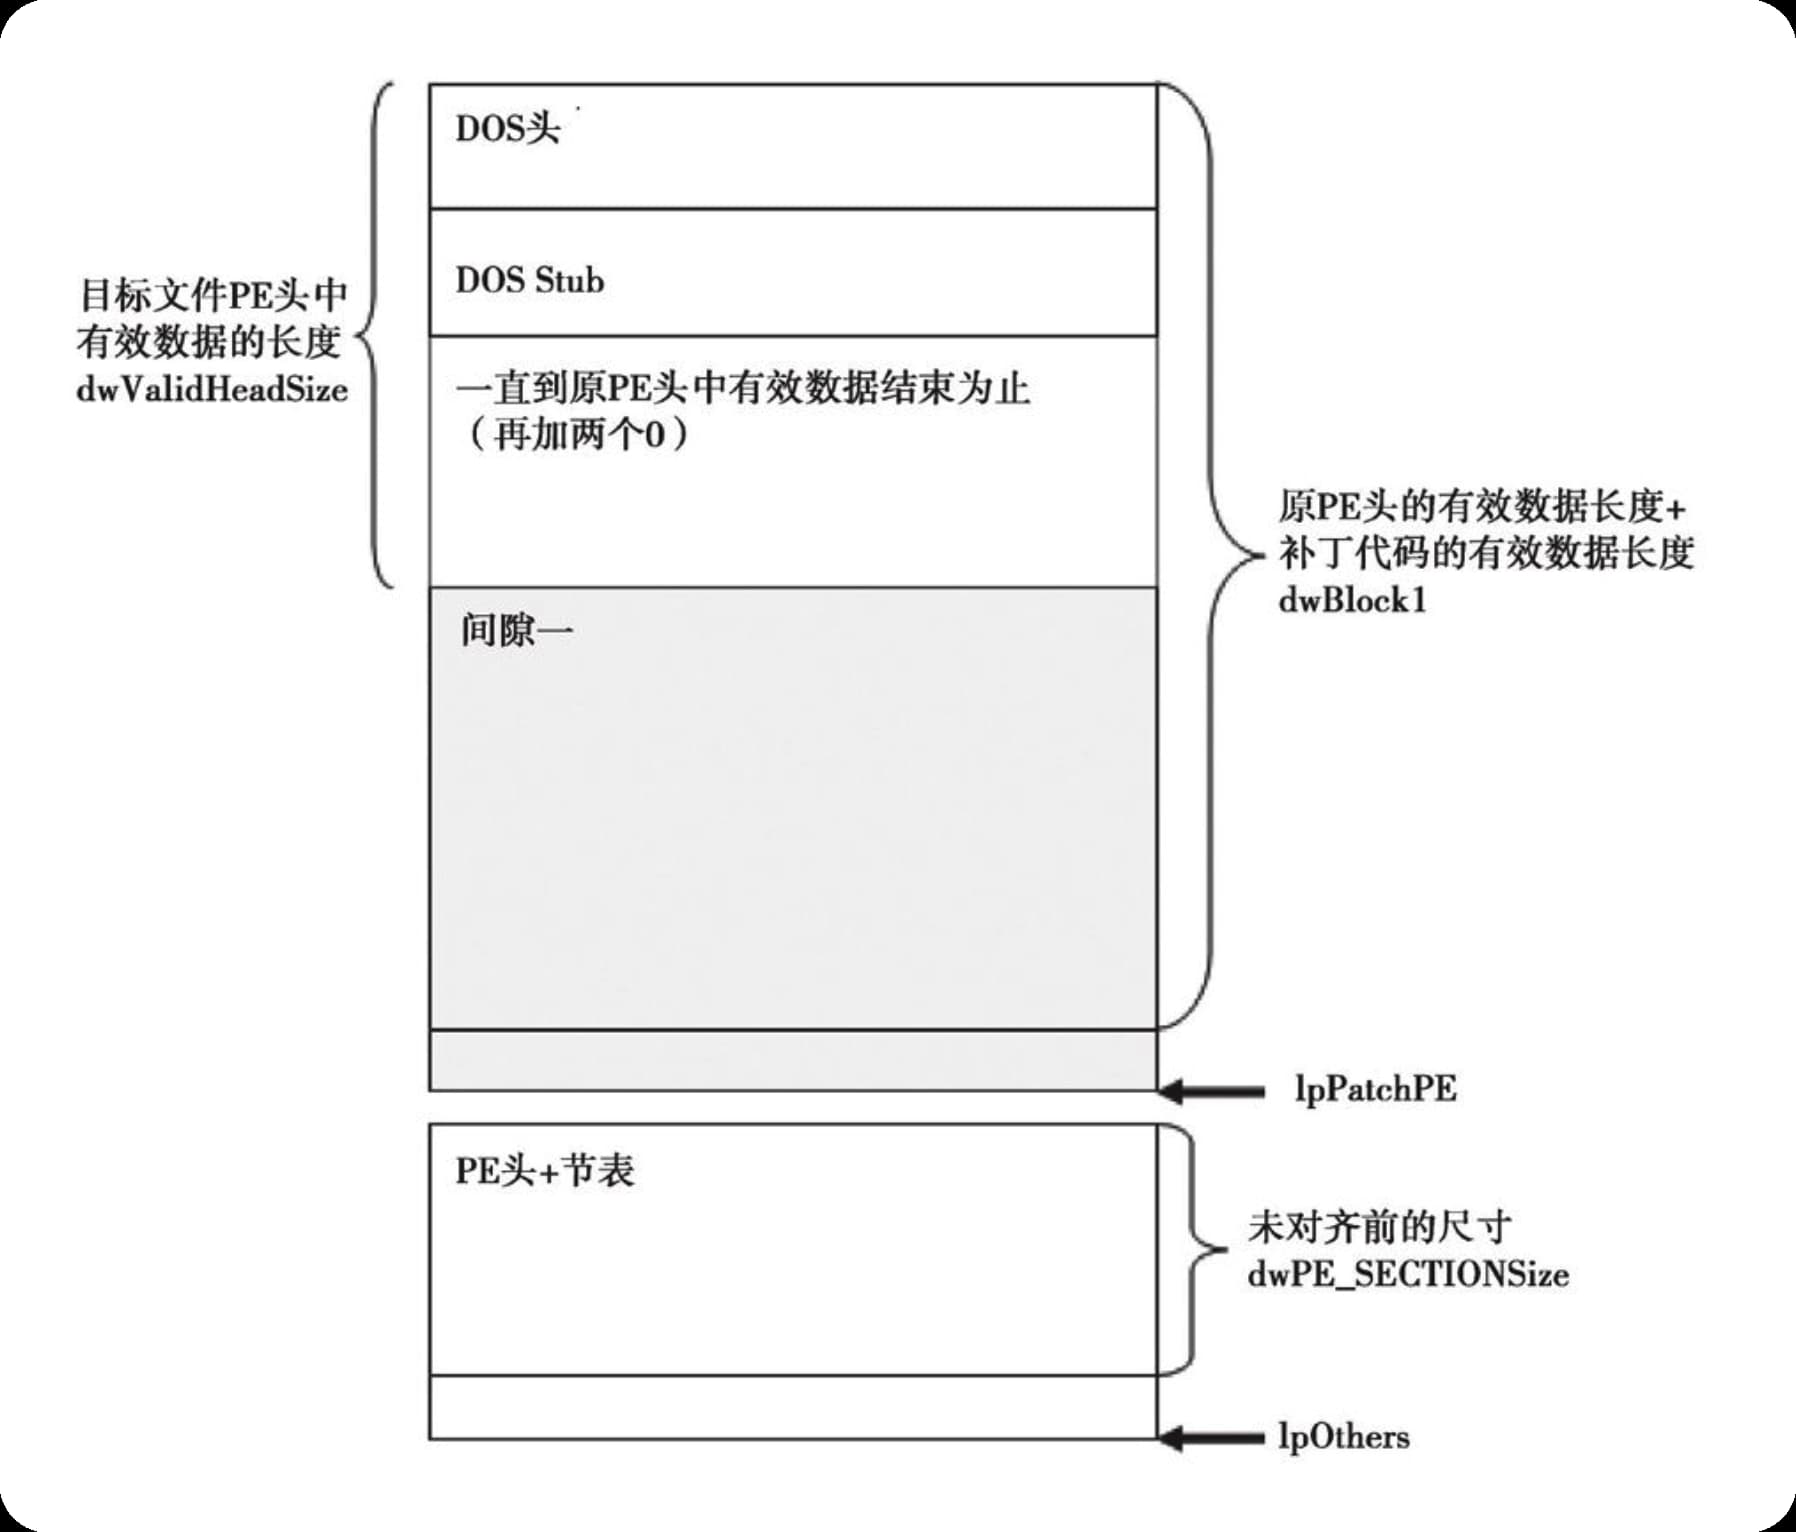 DOS头
DOS Stub
目标文件PE头中
有效数据的长度
dwValidHeadSize
一直到原PE头中有效数据结束为止
（再加两个0）
原PE头的有效数据长度+
补丁代码的有效数据长度
dwBlock1
间隙一
lpPatchPE
PE头+节表
未对齐前的尺寸
dwPE_SECTIONSize
lpOthers